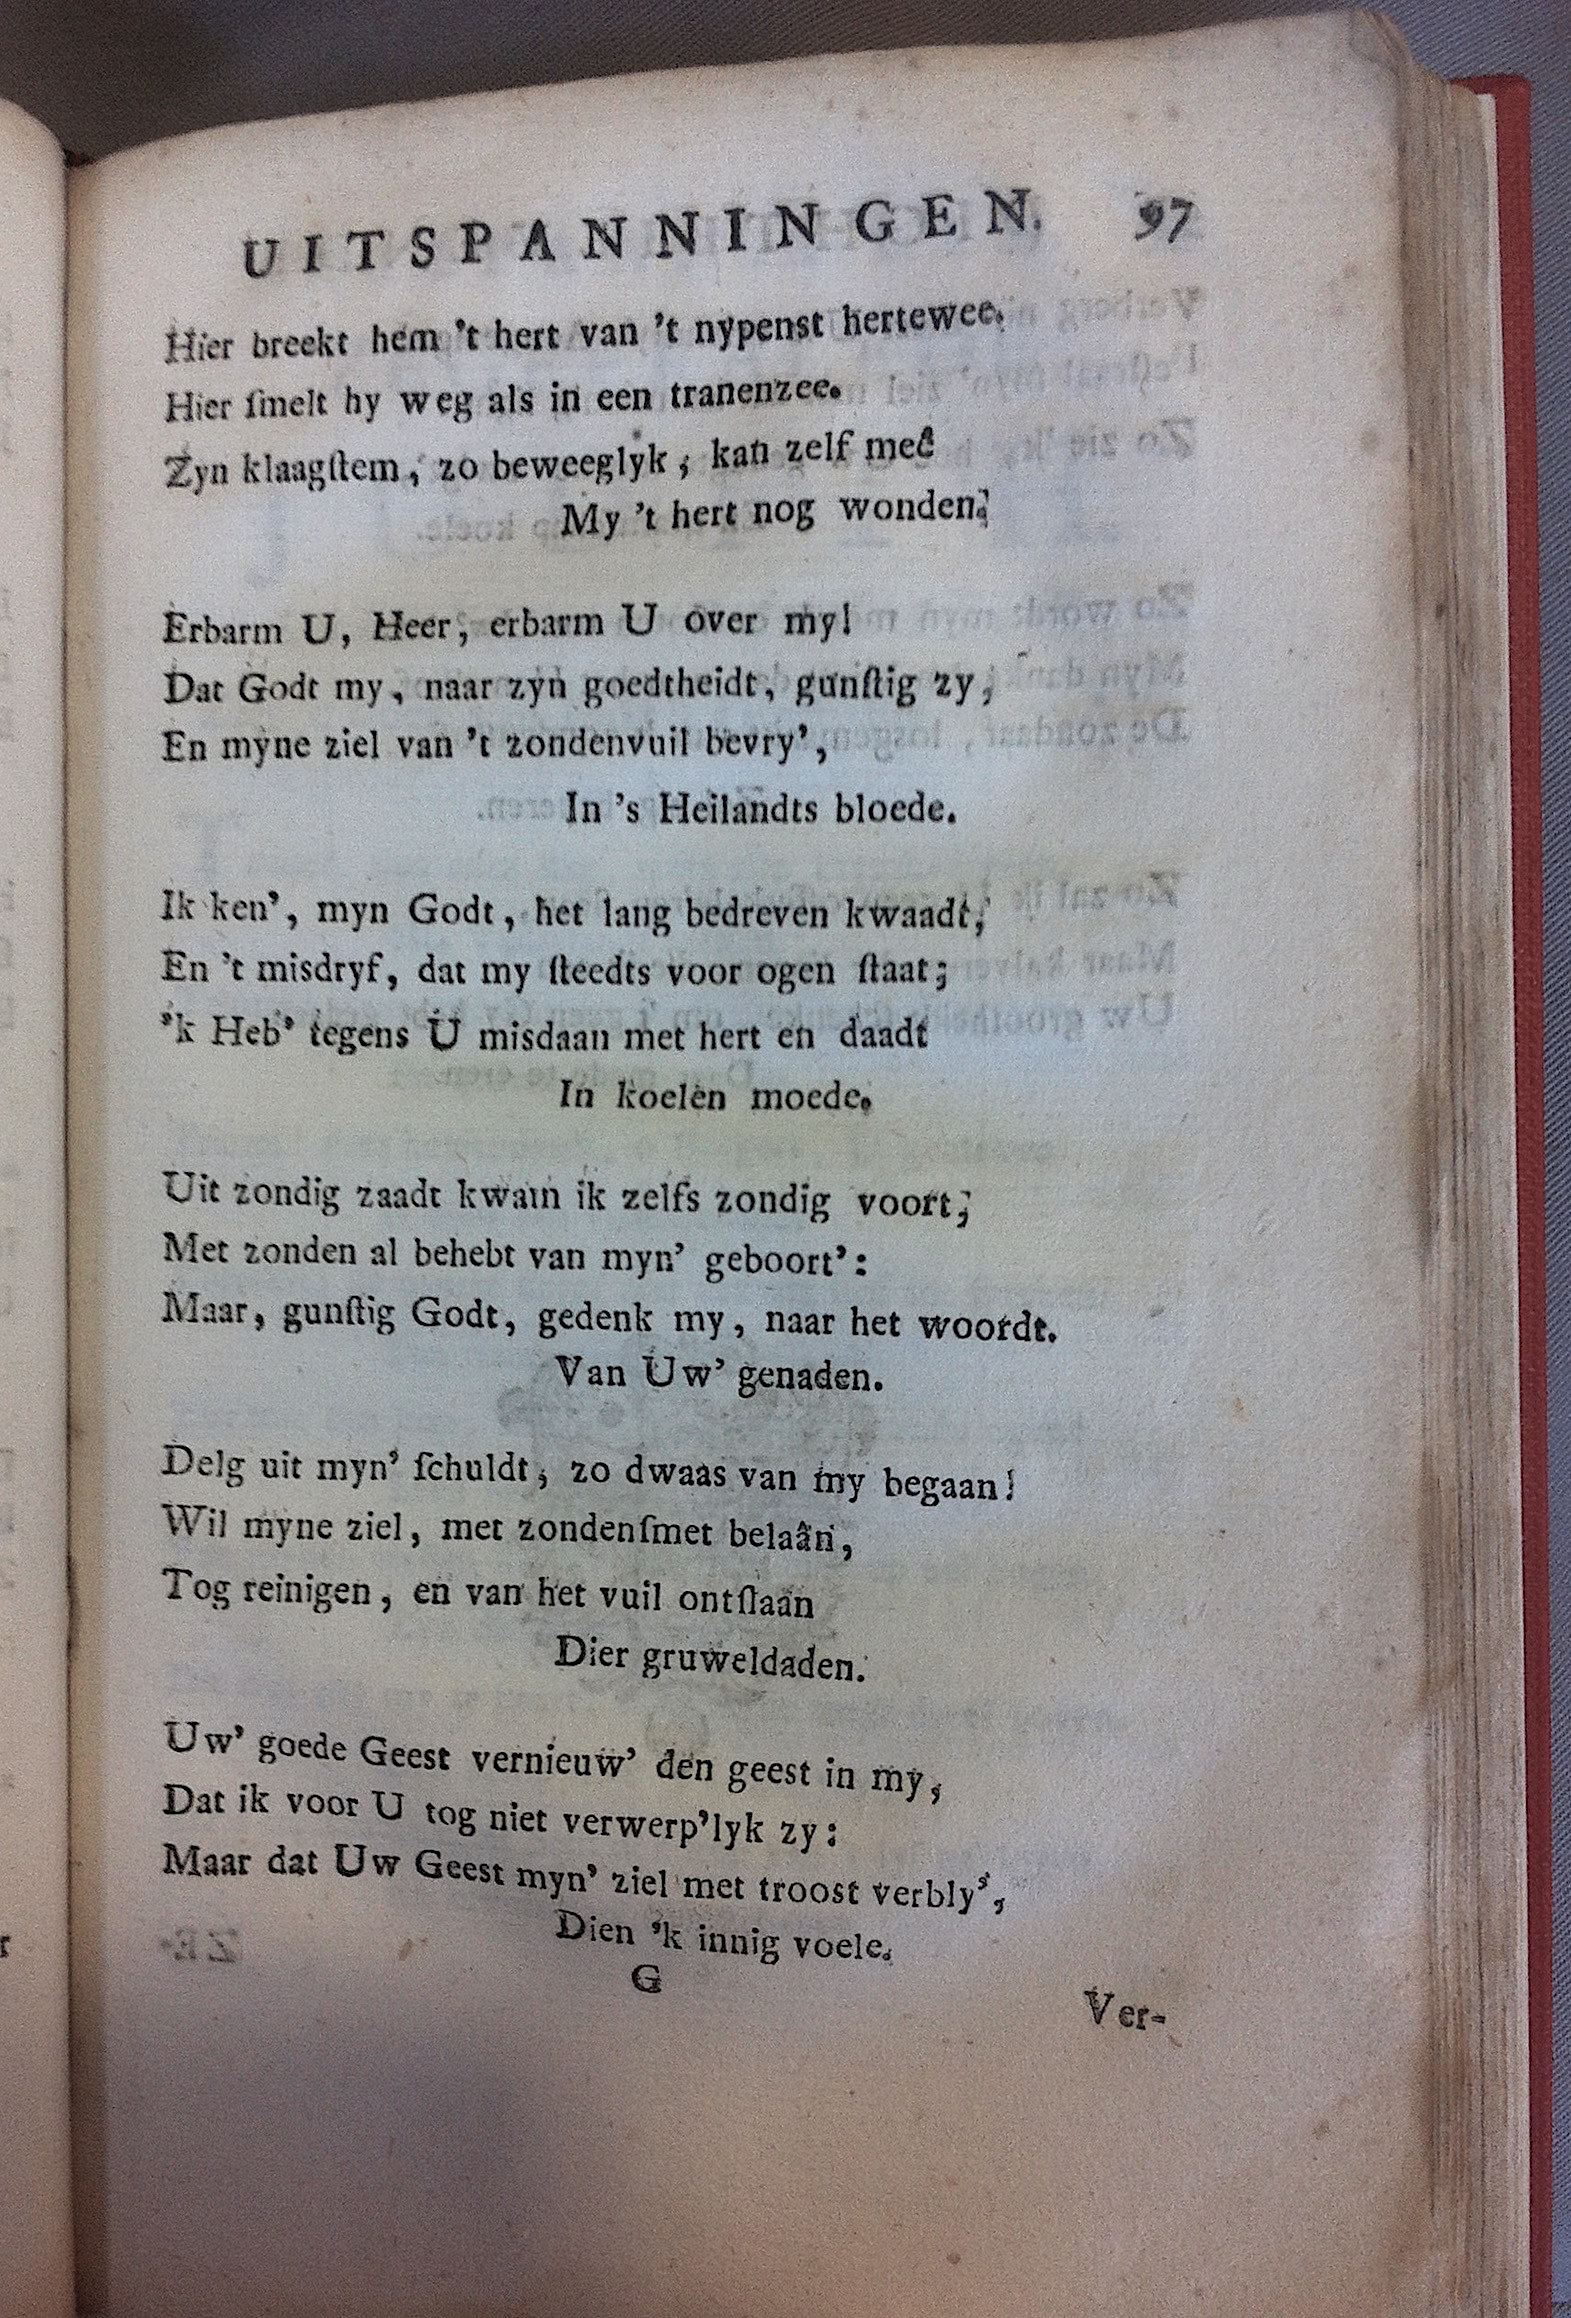 UITSPANNINGEN. 97
Hier breekt hem 't hert van 't nypenst hertewee.
Hier ſmelt hy weg als in een tranenzee.
Zyn klaagſtem, zo beweeglyk, kan zelf meê
My 't hert nog wonden.
Erbarm U, Heer, erbarm U over my!
Dat Godt my, naar zyn goedtheidt, gunſtig zy,
En myne ziel van 't zondenvuil bevry',
In 's Heilandts bloede.
Ik ken', myn Godt, het lang bedreven kwaadt,
En 't misdryf, dat my ſteedts voor ogen ſtaat;
'k Heb' tegens U misdaan met hert en daadt
In koelen moede.
Uit zondig zaadt kwam ik zelfs zondig voort;
Met zonden al behebt van myn' geboort':
Maar, gunſtig Godt, gedenk my, naar het woordt.
Van Uw' genaden.
Delg uit myn' ſchuldt, zo dwaas van my begaan!
Wil myne ziel, met zondenſmet belaân,
Tog reinigen, en van het vuil ontſlaan
Dier gruweldaden.
Uw' goede Geest vernieuw' den geest in my,
Dat ik voor U tog niet verwerp'lyk zy:
Maar dat Uw Geest myn' ziel met troost verbly',
Dien 'k innig voele.
G
Ver-